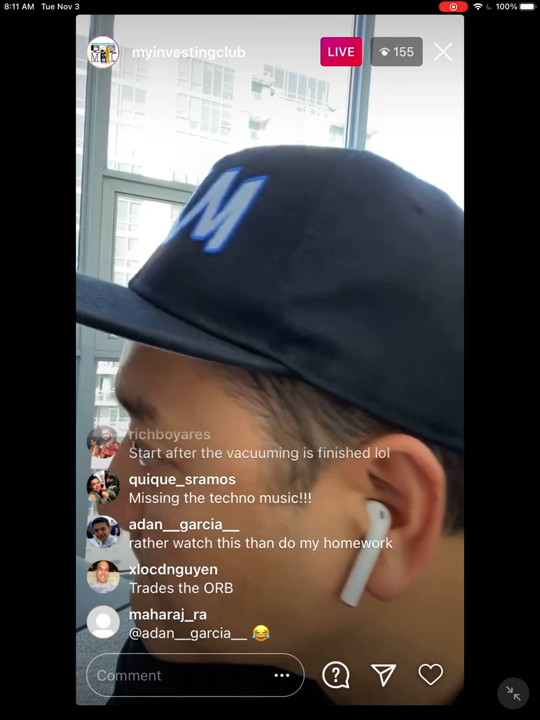 8:11 AM Tue Nov 3
100%
myinvestingclub
LIVE
155
M
richboyares
Start after the vacuuming is finished lol
quique_sramos
Missing the techno music!!!
adan__garcia__
rather watch this than do my homework
xlocdnguyen
Trades the ORB
maharaj_ra
@adan__garcia__ 😂
Comment